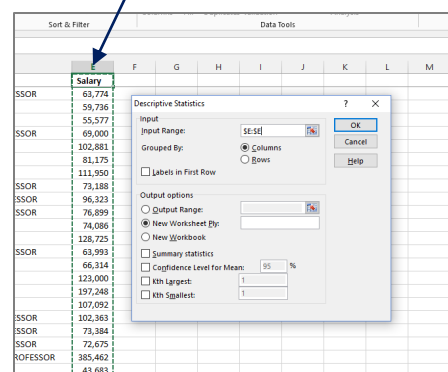 Sort & Filter
Data Tools
E F G H I J K L M
Salary
SSOR 63,774
59,736
55,577
SSOR 69,000
102,881
81,175
111,950
SSOR 73,188
SSOR 96,323
SSOR 76,899
74,086
128,725
SSOR 63,993
66,314
123,000
197,248
107,092
ESSOR 102,363
ESSOR 73,384
SSOR 72,675
ROFESSOR 385,462
43,683
Descriptive Statistics ? X
Input
Input Range: $E:$E
Grouped By: Columns
Rows
Labels in First Row
OK
Cancel
Help
Output options
Output Range:
New Worksheet Ply:
New Workbook
Summary statistics
Confidence Level for Mean: 95 %
Kth Largest: 1
Kth Smallest: 1